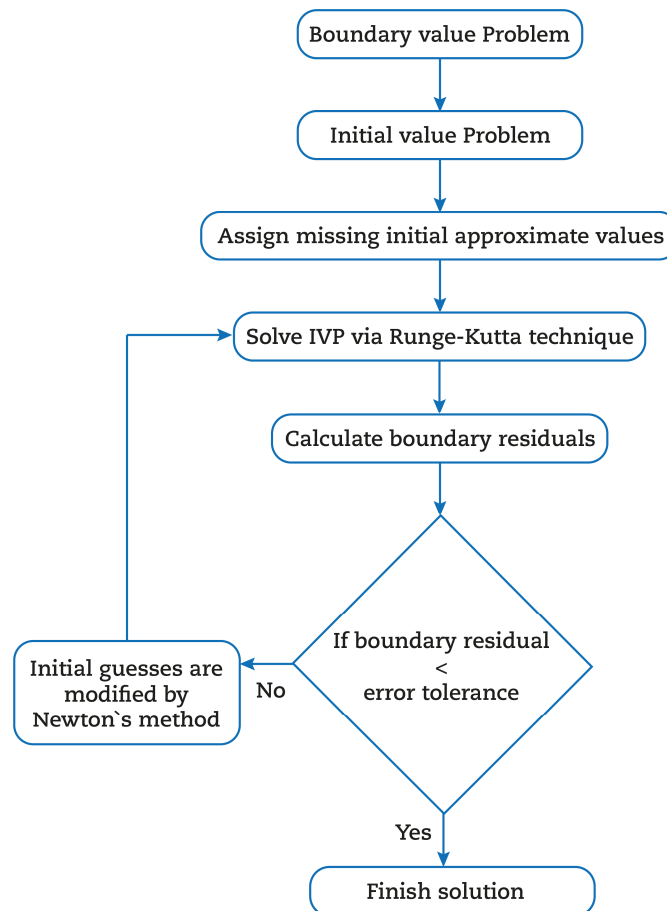 Boundary value Problem
Initial value Problem
Assign missing initial approximate values
Solve IVP via Runge-Kutta technique
Calculate boundary residuals
If boundary residual
<
error tolerance
No
Initial guesses are
modified by
Newton`s method
Yes
Finish solution